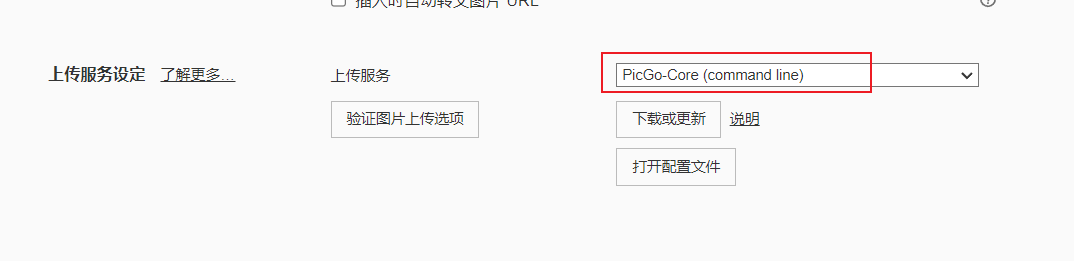 插入时自动转义图片 URL
上传服务设定 了解更多... 上传服务 PicGo-Core (command line)
验证图片上传选项 下载或更新 说明
打开配置文件